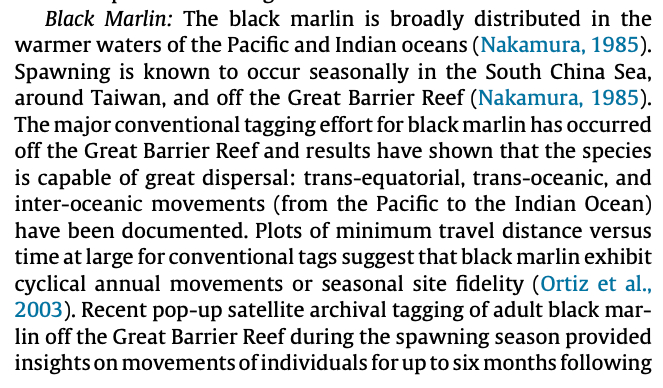 Black Marlin: The black marlin is broadly distributed in the
warmer waters of the Pacific and Indian oceans (Nakamura, 1985).
Spawning is known to occur seasonally in the South China Sea,
around Taiwan, and off the Great Barrier Reef (Nakamura, 1985).
The major conventional tagging effort for black marlin has occurred
off the Great Barrier Reef and results have shown that the species
is capable of great dispersal: trans-equatorial, trans-oceanic, and
inter-oceanic movements (from the Pacific to the Indian Ocean)
have been documented. Plots of minimum travel distance versus
time at large for conventional tags suggest that black marlin exhibit
cyclical annual movements or seasonal site fidelity (Ortiz et al.,
2003). Recent pop-up satellite archival tagging of adult black mar-
lin off the Great Barrier Reef during the spawning season provided
insights on movements of individuals for up to six months following